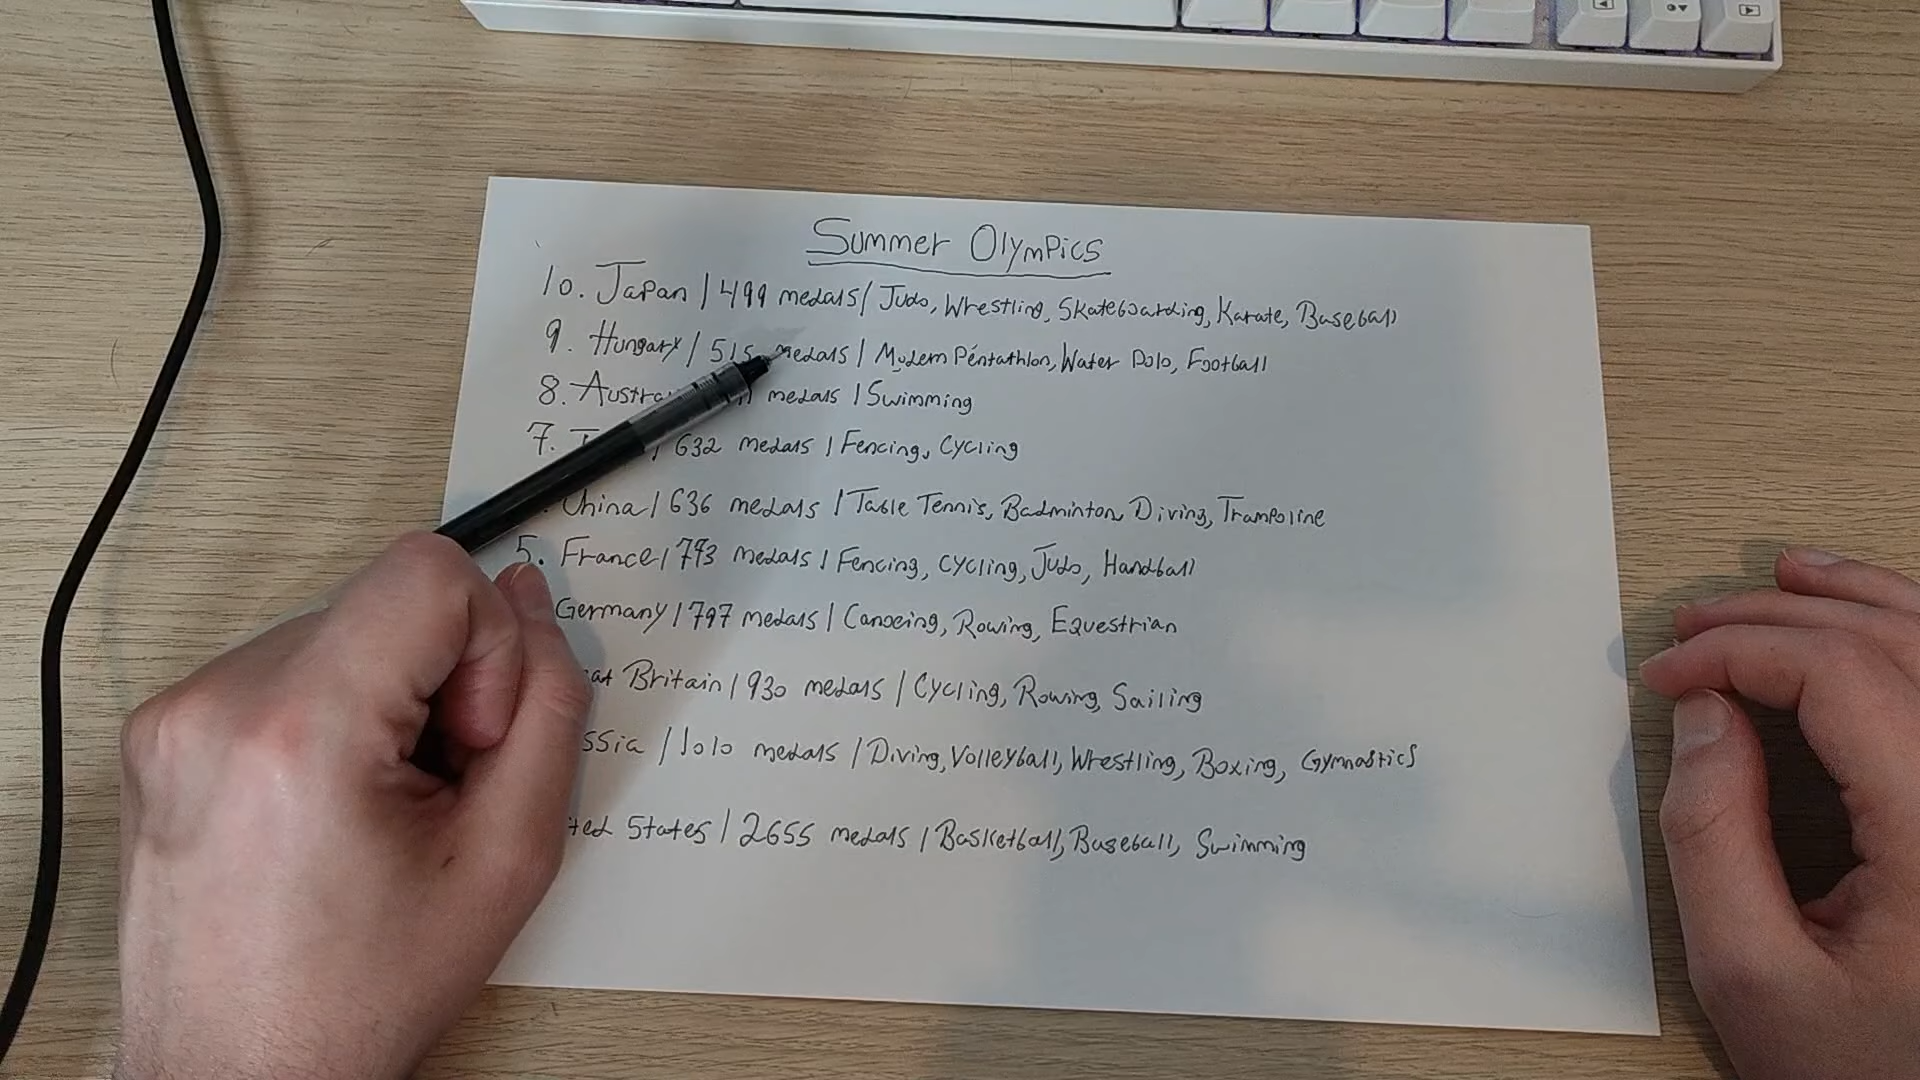 Summer Olympics
10. Japan | 499 medals | Judo, Wrestling, Skateboarding, Karate, Baseball
9. Hungary | 515 medals | Modern Pentathlon, Water Polo, Football
8. medals | Swimming
7. 632 medals | Fencing, Cycling
China | 636 medals | Table Tennis, Badminton, Diving, Trampoline
5. France | 793 medals | Fencing, Cycling, Judo, Handball
Germany | 797 medals | Canoeing, Rowing, Equestrian
Britain | 930 medals | Cycling, Rowing, Sailing
| 1010 medals | Diving, Volleyball, Wrestling, Boxing, Gymnastics
States | 2655 medals | Basketball, Baseball, Swimming